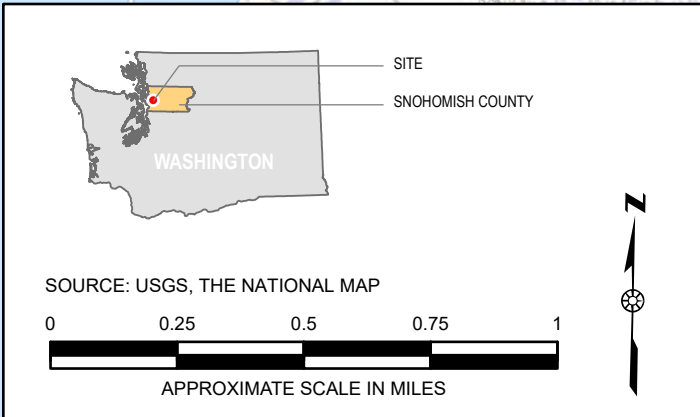 SITE
SNOHOMISH COUNTY
WASHINGTON
N
SOURCE: USGS, THE NATIONAL MAP
0 0.25 0.5 0.75 1
APPROXIMATE SCALE IN MILES